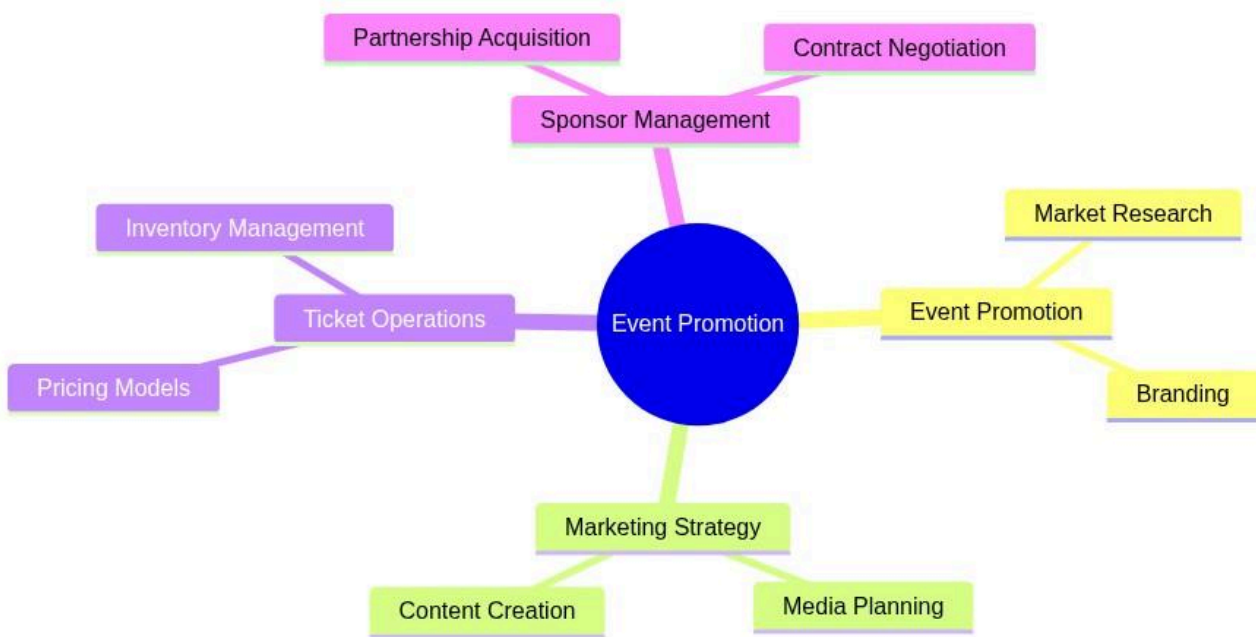 Partnership Acquisition
Contract Negotiation
Sponsor Management
Market Research
Inventory Management
Ticket Operations
Event Promotion
Event Promotion
Pricing Models
Branding
Marketing Strategy
Content Creation
Media Planning